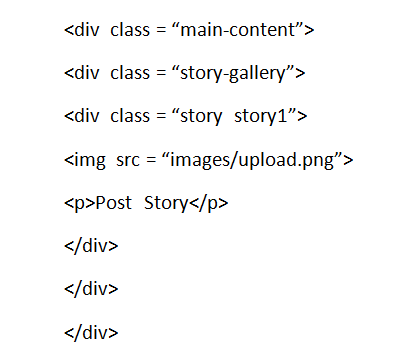 <div class = “main-content”>
<div class = “story-gallery”>
<div class = “story story1”>
<img src = “images/upload.png”>
<p>Post Story</p>
</div>
</div>
</div>